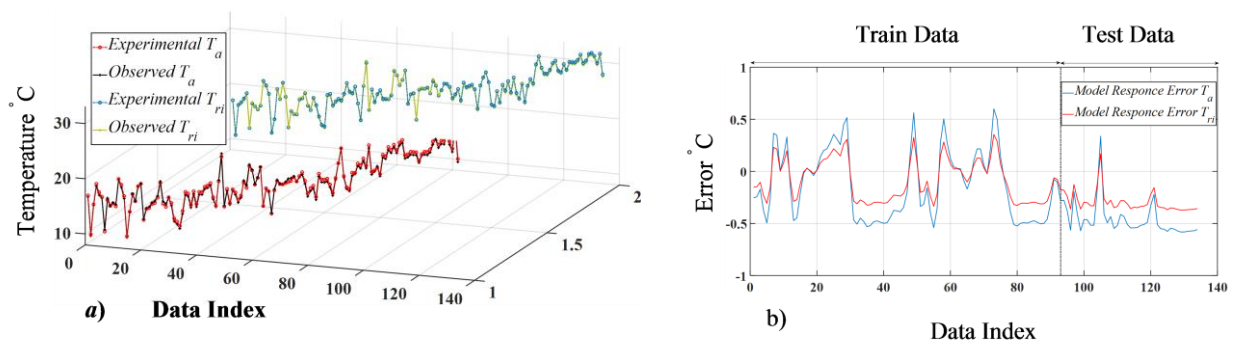 Experimental T_a
Observed T_a
Experimental T_ri
Observed T_ri
Temperature °C
30
20
10
0
20
40
60
80
100
120
140
1
1.5
2
a)
Data Index
Train Data
Test Data
Model Responce Error T_a
Model Responce Error T_ri
Error °C
1
0.5
0
-0.5
-1
0
20
40
60
80
100
120
140
b)
Data Index